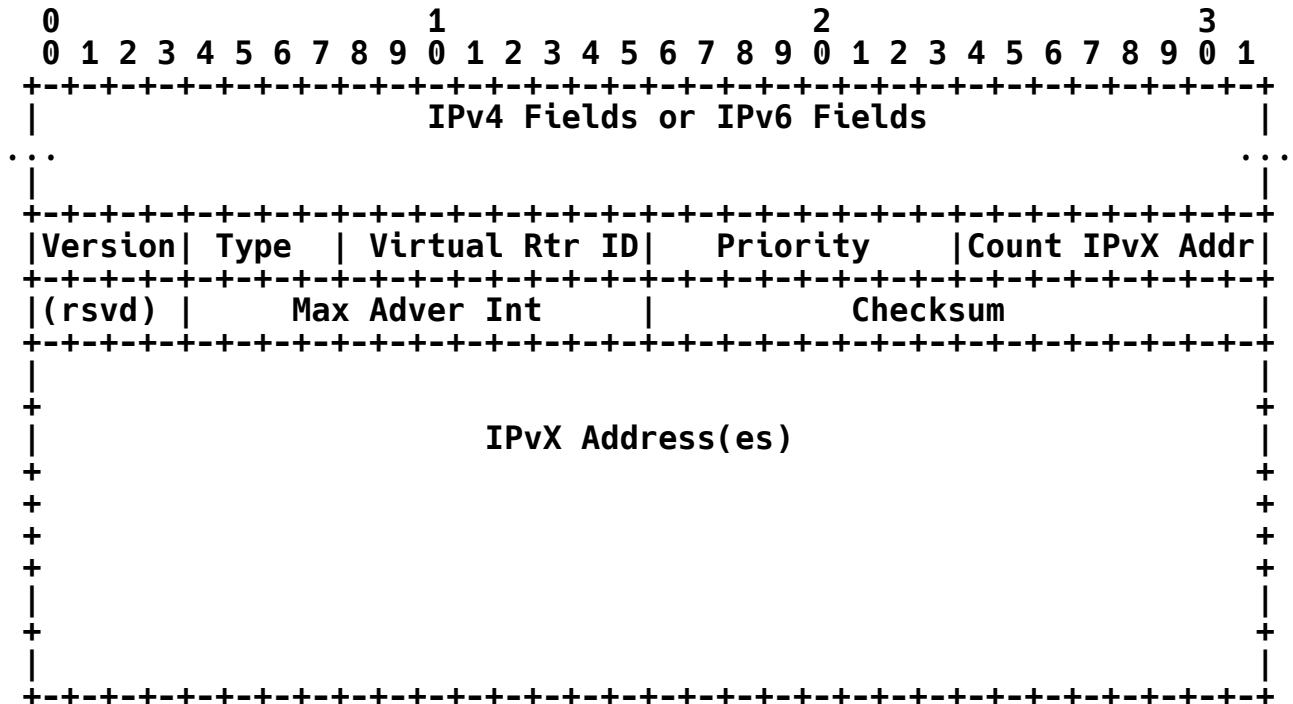 0                   1                   2                   3
 0 1 2 3 4 5 6 7 8 9 0 1 2 3 4 5 6 7 8 9 0 1 2 3 4 5 6 7 8 9 0 1
+-+-+-+-+-+-+-+-+-+-+-+-+-+-+-+-+-+-+-+-+-+-+-+-+-+-+-+-+-+-+-+-+
|                    IPv4 Fields or IPv6 Fields                 |
...                                                             ...
|                                                               |
+-+-+-+-+-+-+-+-+-+-+-+-+-+-+-+-+-+-+-+-+-+-+-+-+-+-+-+-+-+-+-+-+
|Version| Type  | Virtual Rtr ID|   Priority    |Count IPvX Addr|
+-+-+-+-+-+-+-+-+-+-+-+-+-+-+-+-+-+-+-+-+-+-+-+-+-+-+-+-+-+-+-+-+
|(rsvd) |     Max Adver Int     |          Checksum             |
+-+-+-+-+-+-+-+-+-+-+-+-+-+-+-+-+-+-+-+-+-+-+-+-+-+-+-+-+-+-+-+-+
|                                                               |
+                                                               +
|                       IPvX Address(es)                        |
+                                                               +
+                                                               +
+                                                               +
+                                                               +
|                                                               |
+                                                               +
|                                                               |
+-+-+-+-+-+-+-+-+-+-+-+-+-+-+-+-+-+-+-+-+-+-+-+-+-+-+-+-+-+-+-+-+